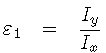 ε₁ = I_y / I_x